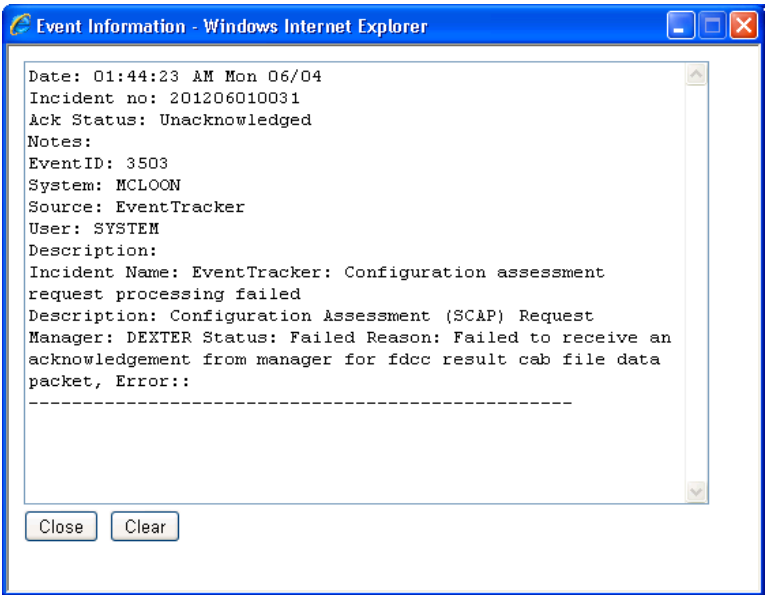 Event Information - Windows Internet Explorer
Date: 01:44:23 AM Mon 06/04
Incident no: 201206010031
Ack Status: Unacknowledged
Notes:
EventID: 3503
System: MCLOON
Source: EventTracker
User: SYSTEM
Description:
Incident Name: EventTracker: Configuration assessment
request processing failed
Description: Configuration Assessment (SCAP) Request
Manager: DEXTER Status: Failed Reason: Failed to receive an
acknowledgement from manager for fdcc result cab file data
packet, Error::
--------------------------------------------------
Close Clear